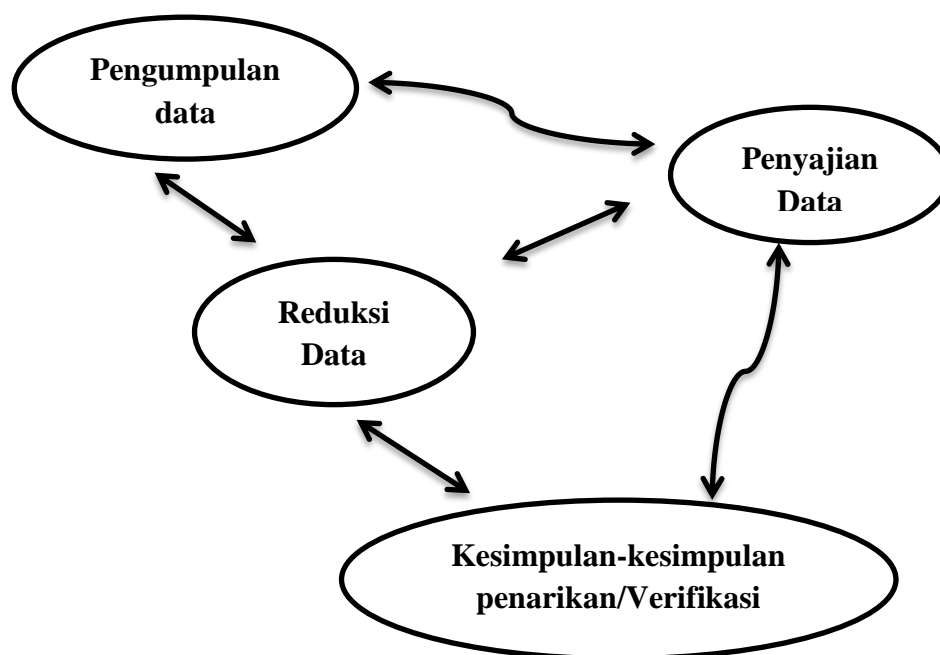 Pengumpulan
data
Penyajian
Data
Reduksi
Data
Kesimpulan-kesimpulan
penarikan/Verifikasi